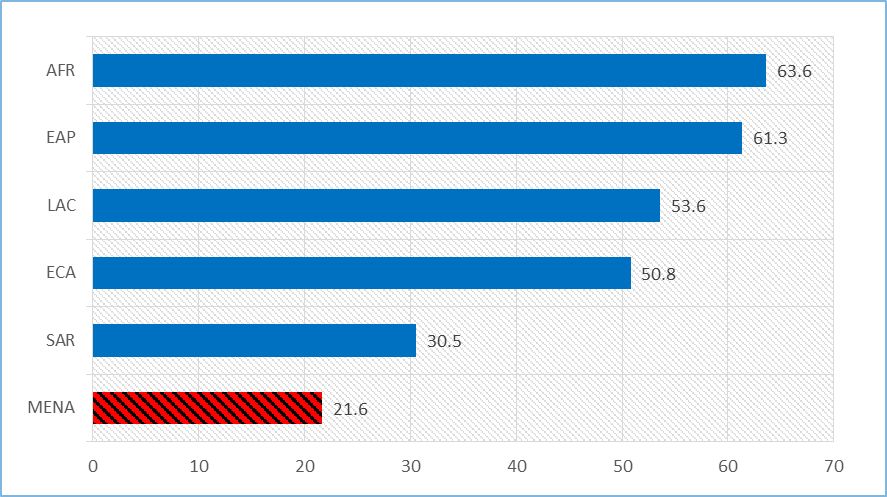 AFR 63.6
EAP 61.3
LAC 53.6
ECA 50.8
SAR 30.5
MENA 21.6
0 10 20 30 40 50 60 70